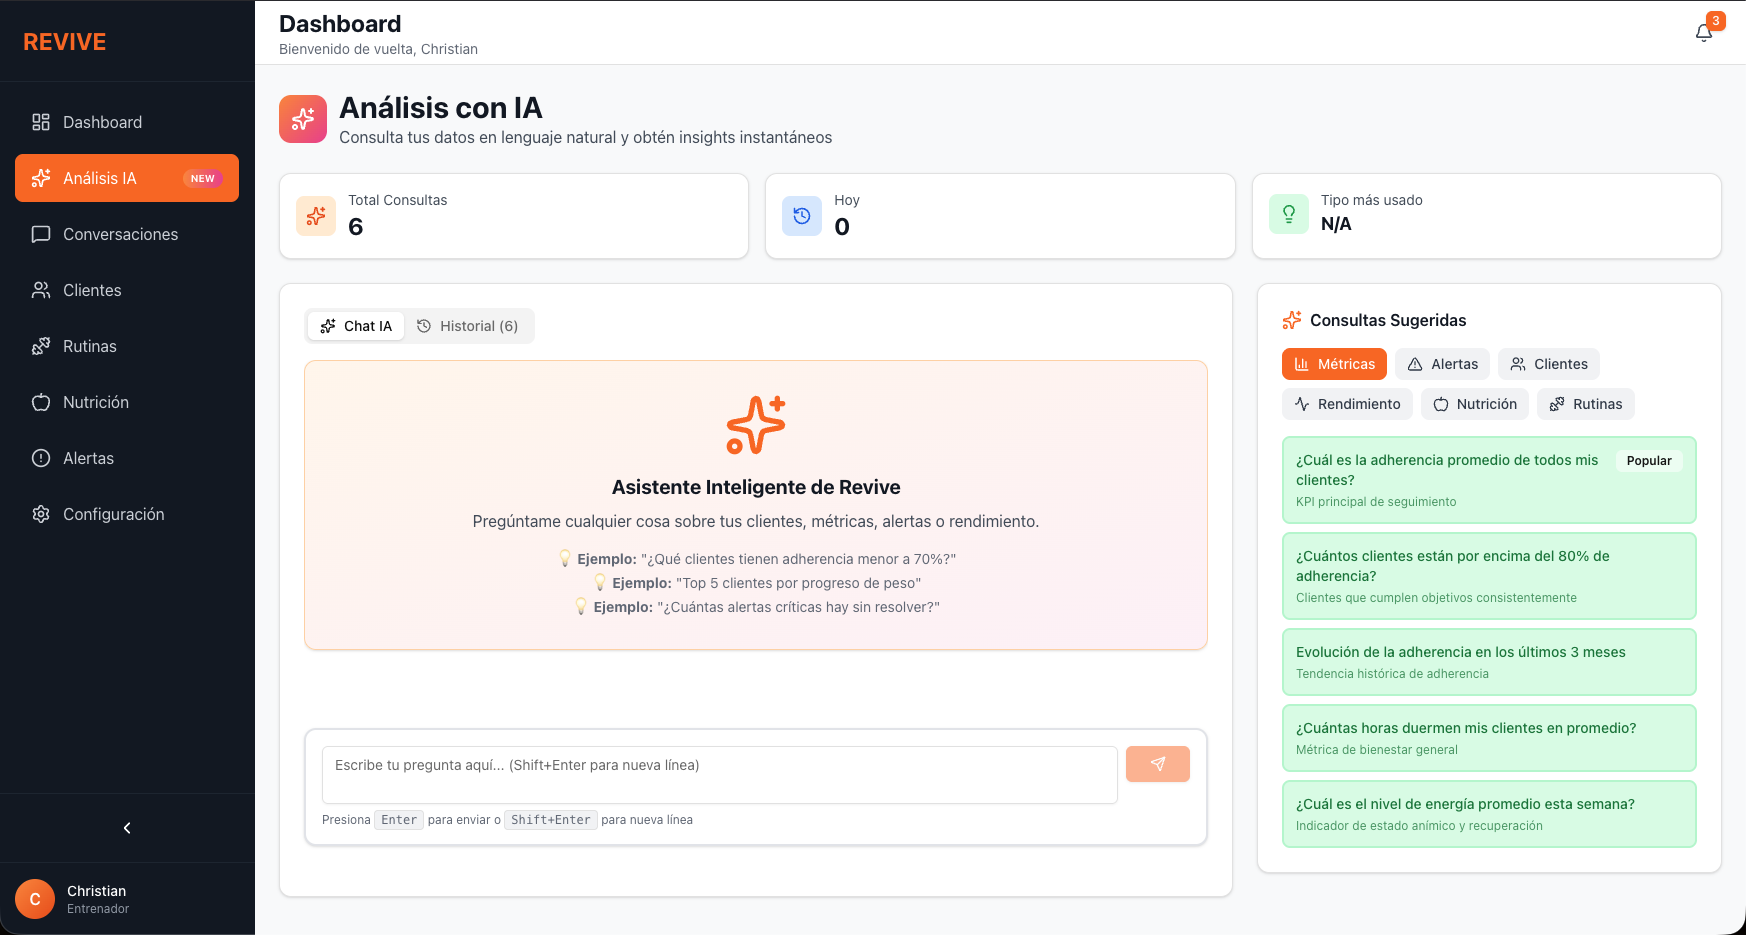 REVIVE
Dashboard
Análisis IA
NEW
Conversaciones
Clientes
Rutinas
Nutrición
Alertas
Configuración
C
Christian
Entrenador
Dashboard
Bienvenido de vuelta, Christian
3
Análisis con IA
Consulta tus datos en lenguaje natural y obtén insights instantáneos
Total Consultas
6
Hoy
0
Tipo más usado
N/A
Chat IA
Historial (6)
Asistente Inteligente de Revive
Pregúntame cualquier cosa sobre tus clientes, métricas, alertas o rendimiento.
Ejemplo: "¿Qué clientes tienen adherencia menor a 70%?"
Ejemplo: "Top 5 clientes por progreso de peso"
Ejemplo: "¿Cuántas alertas críticas hay sin resolver?"
Escribe tu pregunta aquí... (Shift+Enter para nueva línea)
Presiona Enter para enviar o Shift+Enter para nueva línea
Consultas Sugeridas
Métricas
Alertas
Clientes
Rendimiento
Nutrición
Rutinas
¿Cuál es la adherencia promedio de todos mis
clientes?
Popular
KPI principal de seguimiento
¿Cuántos clientes están por encima del 80% de
adherencia?
Clientes que cumplen objetivos consistentemente
Evolución de la adherencia en los últimos 3 meses
Tendencia histórica de adherencia
¿Cuántas horas duermen mis clientes en promedio?
Métrica de bienestar general
¿Cuál es el nivel de energía promedio esta semana?
Indicador de estado anímico y recuperación